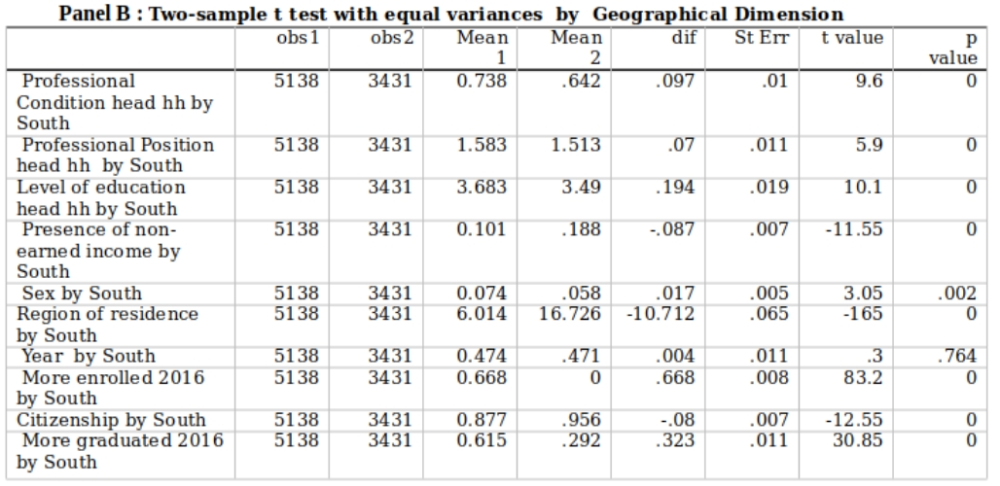 Panel B : Two-sample t test with equal variances by Geographical Dimension
obs1 obs2 Mean Mean dif St Err t value p
1 2 value
Professional 5138 3431 0.738 .642 .097 .01 9.6 0
Condition head hh by
South
Professional Position 5138 3431 1.583 1.513 .07 .011 5.9 0
head hh by South
Level of education 5138 3431 3.683 3.49 .194 .019 10.1 0
head hh by South
Presence of non- 5138 3431 0.101 .188 -.087 .007 -11.55 0
earned income by
South
Sex by South 5138 3431 0.074 .058 .017 .005 3.05 .002
Region of residence 5138 3431 6.014 16.726 -10.712 .065 -165 0
by South
Year by South 5138 3431 0.474 .471 .004 .011 .3 .764
More enrolled 2016 5138 3431 0.668 0 .668 .008 83.2 0
by South
Citizenship by South 5138 3431 0.877 .956 -.08 .007 -12.55 0
More graduated 2016 5138 3431 0.615 .292 .323 .011 30.85 0
by South